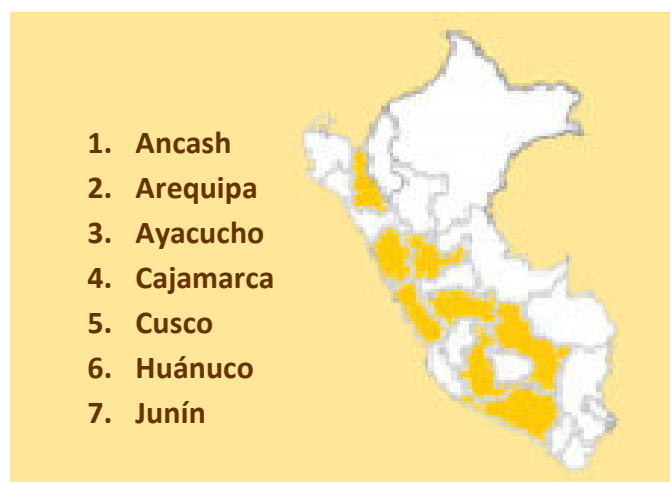 1. Ancash
2. Arequipa
3. Ayacucho
4. Cajamarca
5. Cusco
6. Huánuco
7. Junín